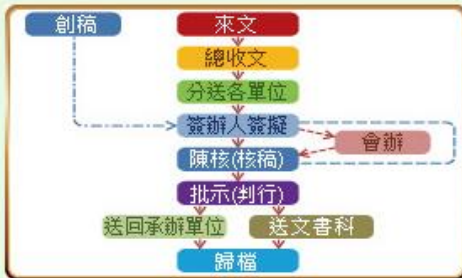 創稿
來文
總收文
分送各單位
簽辦人簽擬
會辦
陳核(核稿)
批示(判行)
送回承辦單位
送文書科
歸檔